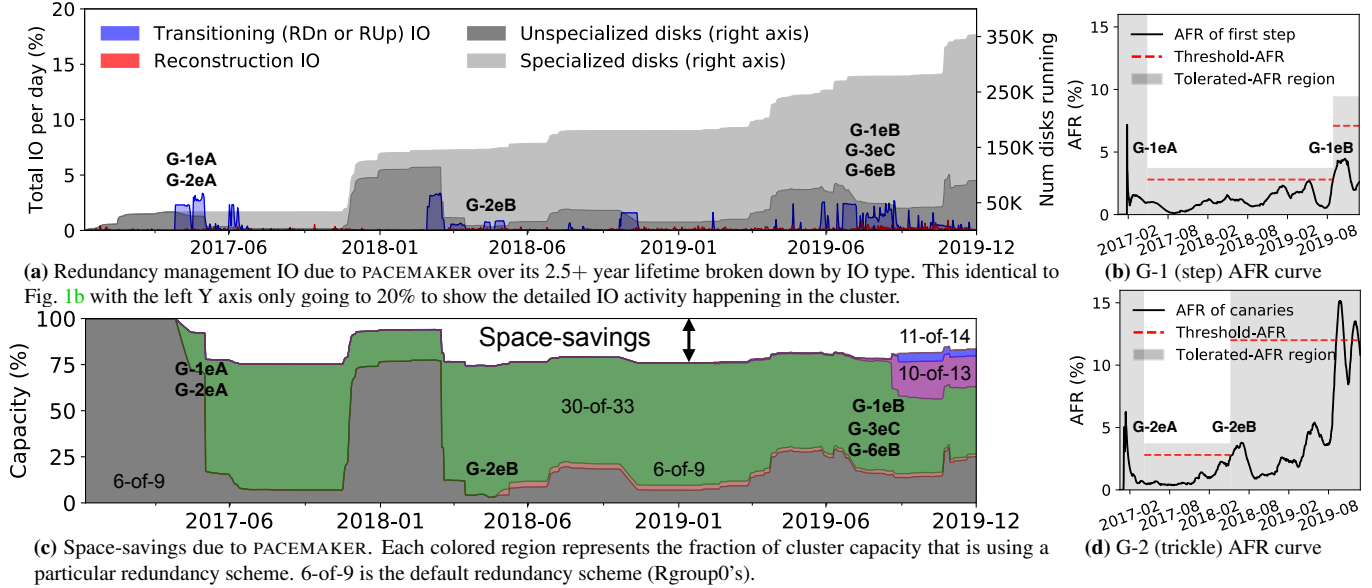 20
15
10
5
0
Total IO per day (%)
Transitioning (RDn or RUp) IO
Reconstruction IO
Unspecialized disks (right axis)
Specialized disks (right axis)
G-1eA
G-2eA
G-2eB
G-1eB
G-3eC
G-6eB
350K
250K
150K
50K
0
Num disks running
2017-06
2018-01
2018-06
2019-01
2019-06
2019-12
(a) Redundancy management IO due to PACEMAKER over its 2.5+ year lifetime broken down by IO type. This identical to
Fig. 1b with the left Y axis only going to 20% to show the detailed IO activity happening in the cluster.
15
10
5
0
AFR (%)
AFR of first step
Threshold-AFR
Tolerated-AFR region
G-1eA
G-1eB
2017-02
2017-08
2018-02
2018-08
2019-02
2019-08
(b) G-1 (step) AFR curve
100
75
50
25
0
Capacity (%)
Space-savings
11-of-14
10-of-13
G-1eA
G-2eA
30-of-33
G-1eB
G-3eC
G-6eB
G-2eB
6-of-9
6-of-9
2017-06
2018-01
2018-06
2019-01
2019-06
2019-12
(c) Space-savings due to PACEMAKER. Each colored region represents the fraction of cluster capacity that is using a
particular redundancy scheme. 6-of-9 is the default redundancy scheme (Rgroup0's).
15
10
5
0
AFR (%)
AFR of canaries
Threshold-AFR
Tolerated-AFR region
G-2eA
G-2eB
2017-02
2017-08
2018-02
2018-08
2019-02
2019-08
(d) G-2 (trickle) AFR curve